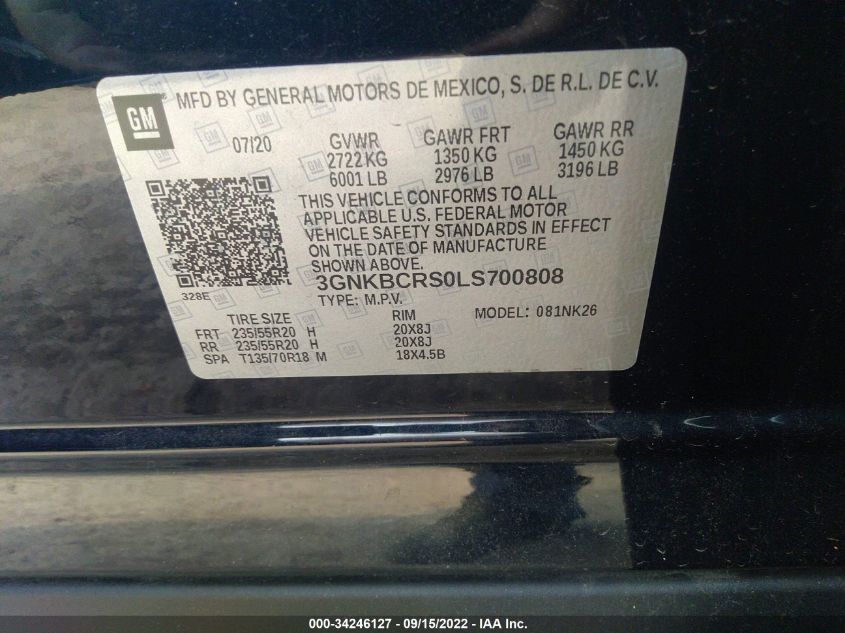 GM
MFD BY GENERAL MOTORS DE MEXICO, S. DE R.L. DE C.V.
07/20 GVWR GAWR FRT GAWR RR
2722 KG 1350 KG 1450 KG
6001 LB 2976 LB 3196 LB
THIS VEHICLE CONFORMS TO ALL
APPLICABLE U.S. FEDERAL MOTOR
VEHICLE SAFETY STANDARDS IN EFFECT
ON THE DATE OF MANUFACTURE
SHOWN ABOVE.
328E
3GNKBCRS0LS700808
TYPE: M.P.V. MODEL: 081NK26
TIRE SIZE RIM
FRT 235/55R20 H 20X8J
RR 235/55R20 H 20X8J
SPA T135/70R18 M 18X4.5B
000-34246127 - 09/15/2022 - IAA Inc.